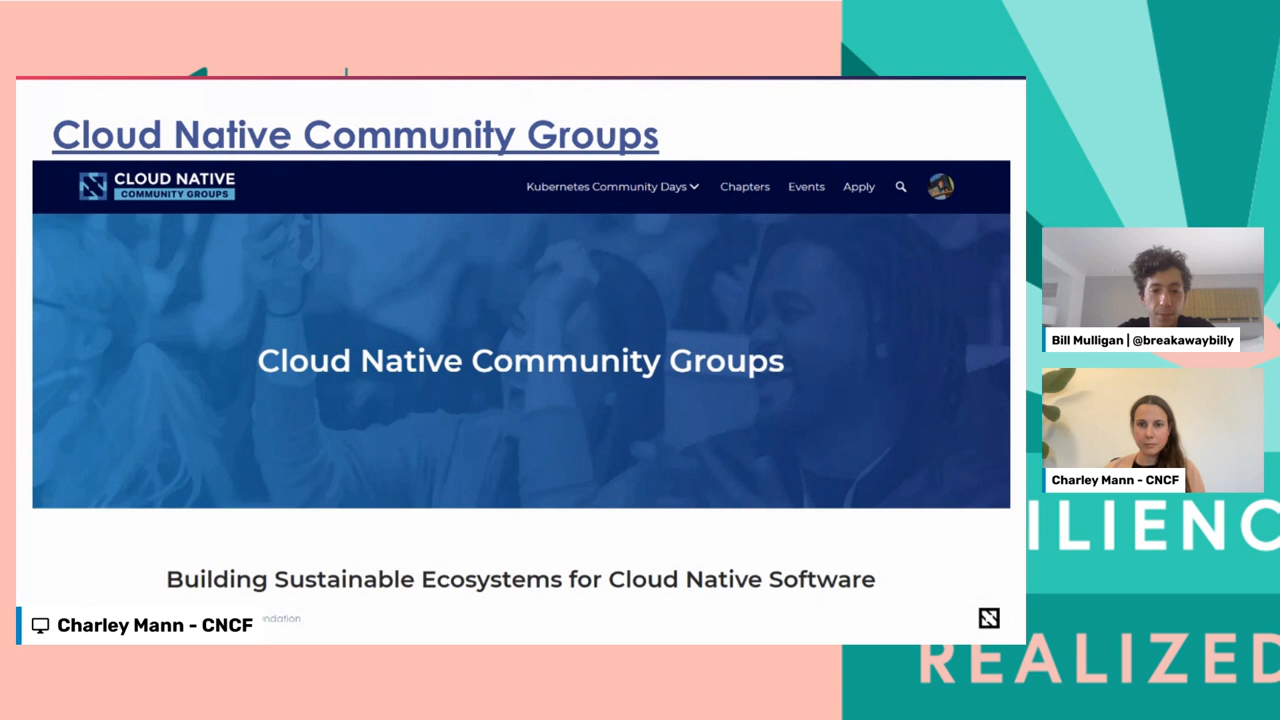 Cloud Native Community Groups
CLOUD NATIVE
COMMUNITY GROUPS
Kubernetes Community Days
Chapters
Events
Apply
Cloud Native Community Groups
Building Sustainable Ecosystems for Cloud Native Software
Charley Mann - CNCF
ndation
Bill Mulligan | @breakawaybilly
Charley Mann - CNCF
ILIENC
REALIZED